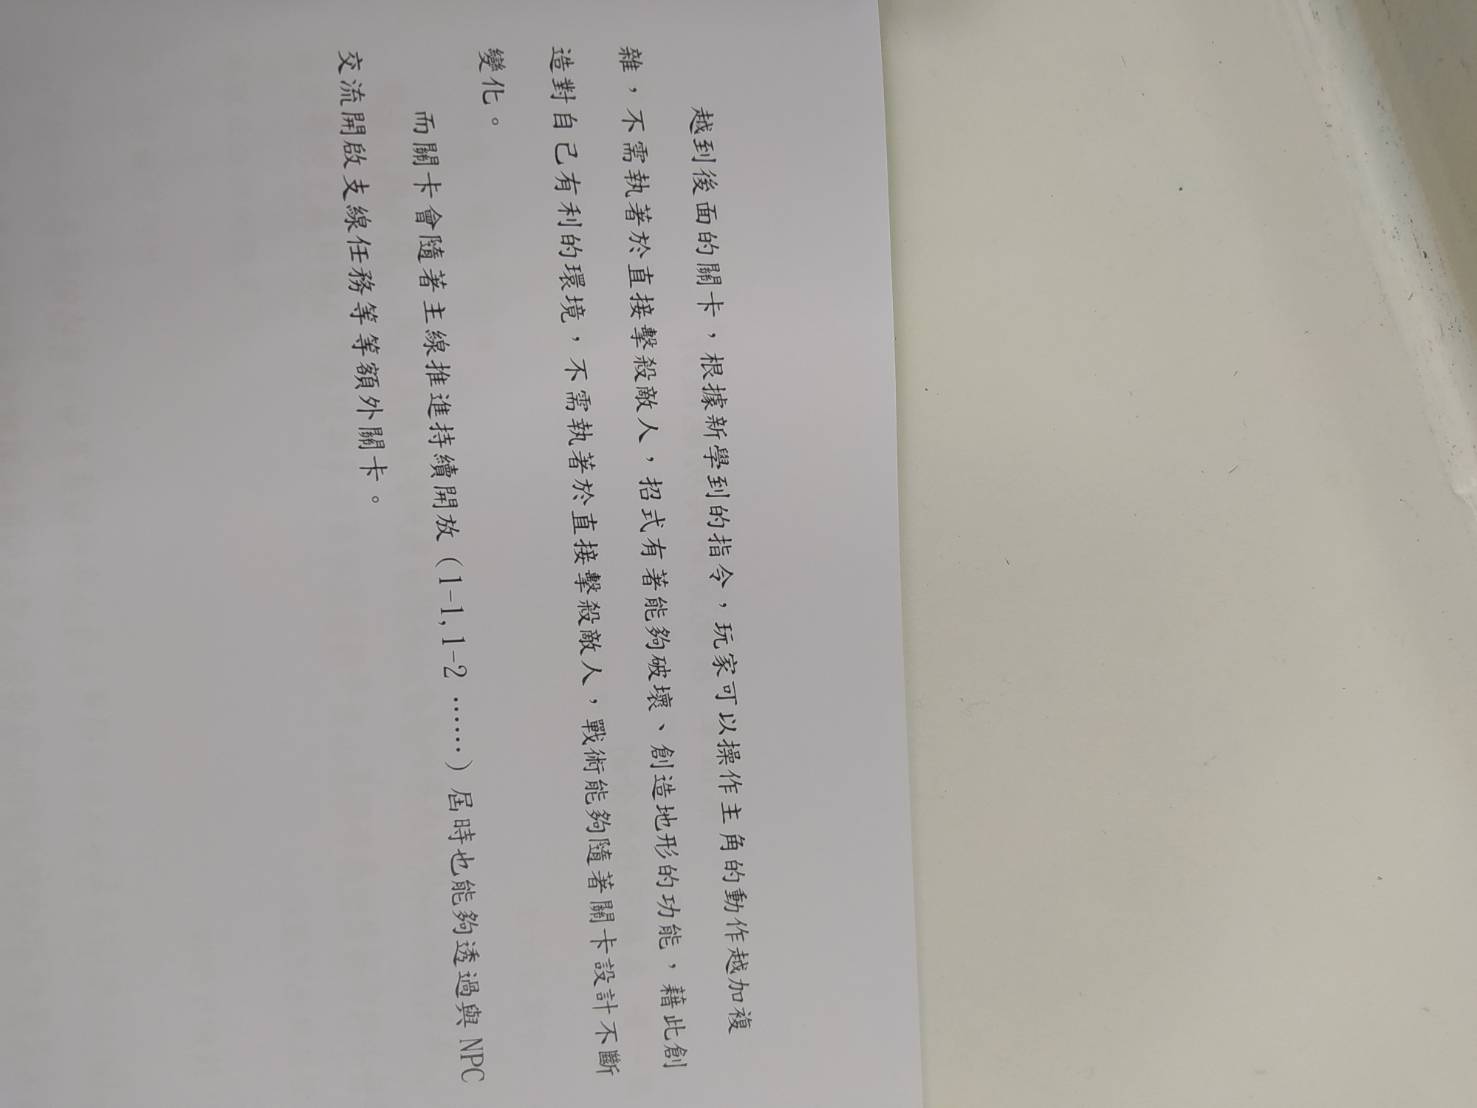 越到後面的關卡，根據新學到的指令，玩家可以操作主角的動作越加複
雜，不需執著於直接擊殺敵人，招式有著能夠破壞、創造地形的功能，藉此創
造對自己有利的環境，不需執著於直接擊殺敵人，戰術能夠隨著關卡設計不斷
變化。
而關卡會隨著主線推進持續開放（1-1,1-2 ……）屆時也能夠透過與 NPC
交流開啟支線任務等等額外關卡。